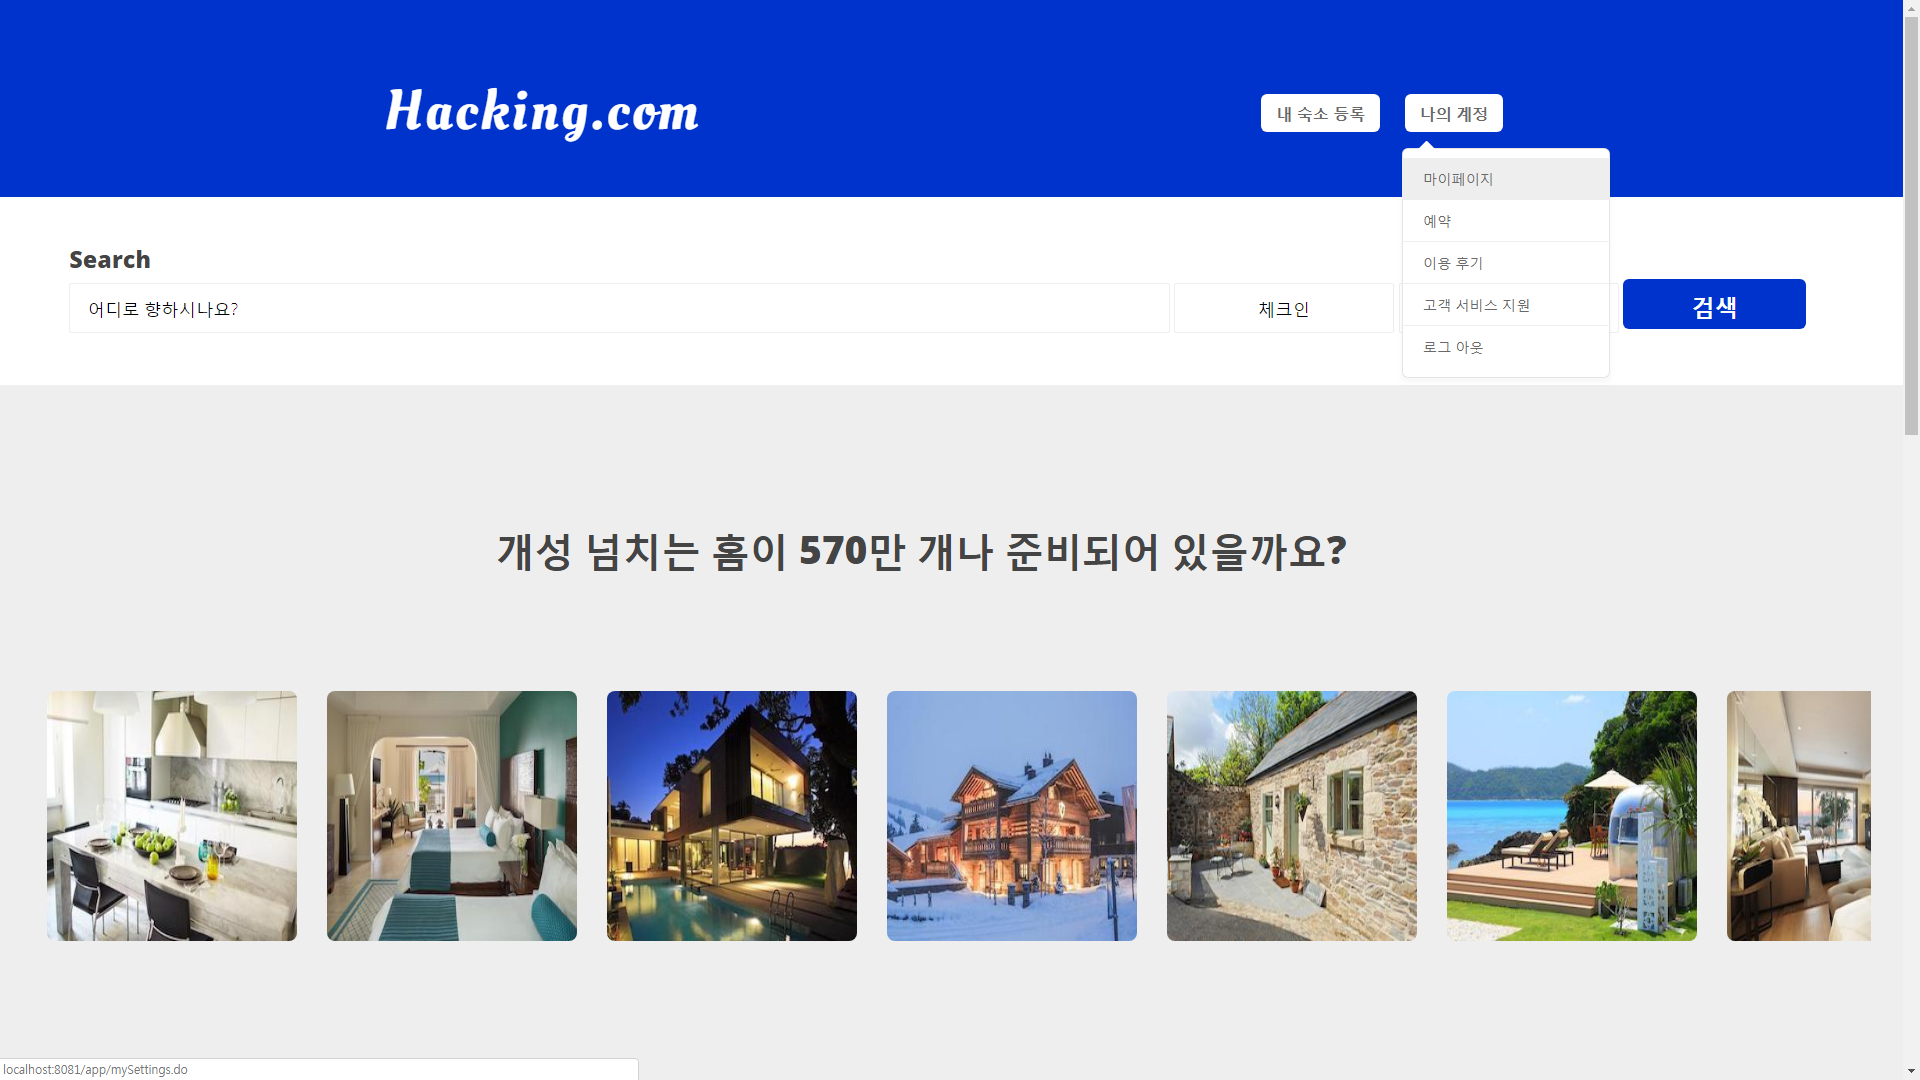 Hacking.com
내 숙소 등록
나의 계정
마이페이지
예약
이용 후기
고객 서비스 지원
로그 아웃
Search
어디로 향하시나요?
체크인
검색
개성 넘치는 홈이 570만 개나 준비되어 있을까요?
localhost:8081/app/mySettings.do